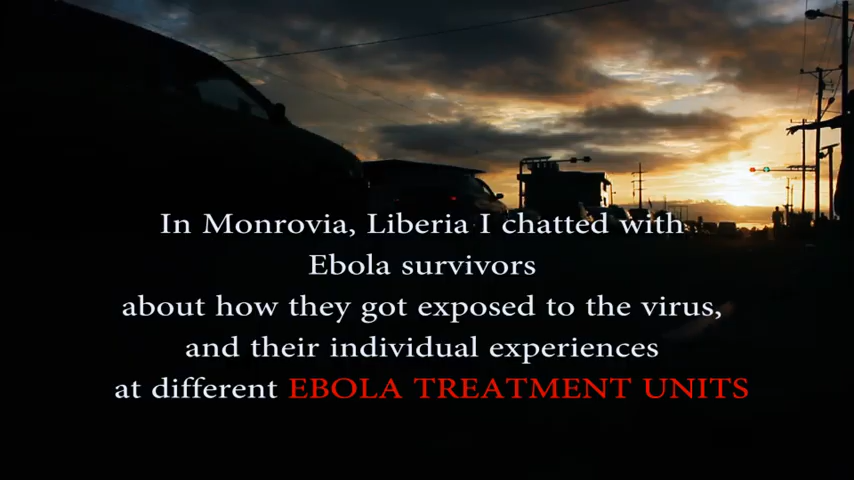 In Monrovia, Liberia I chatted with
Ebola survivors
about how they got exposed to the virus,
and their individual experiences
at different EBOLA TREATMENT UNITS